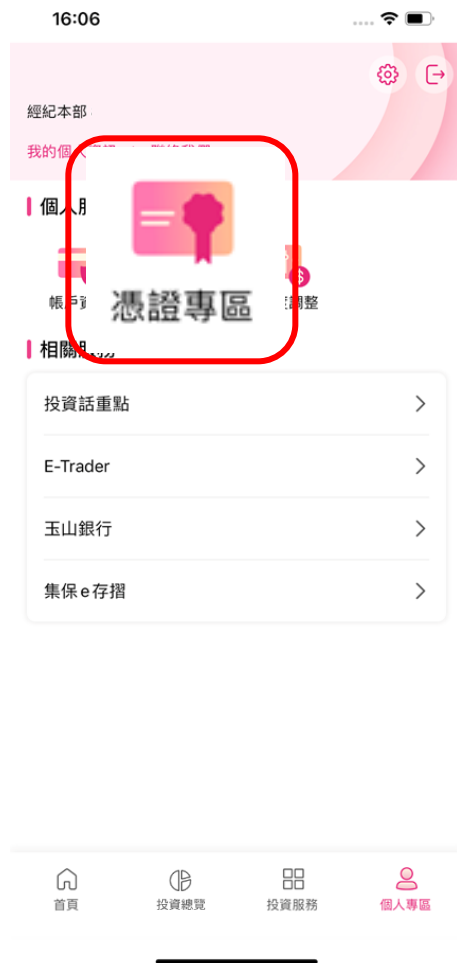 16:06
經紀本部
我的個
個人
憑證專區
帳戶
調整
相關
投資話重點
E-Trader
玉山銀行
集保e存摺
首頁
投資總覽
投資服務
個人專區